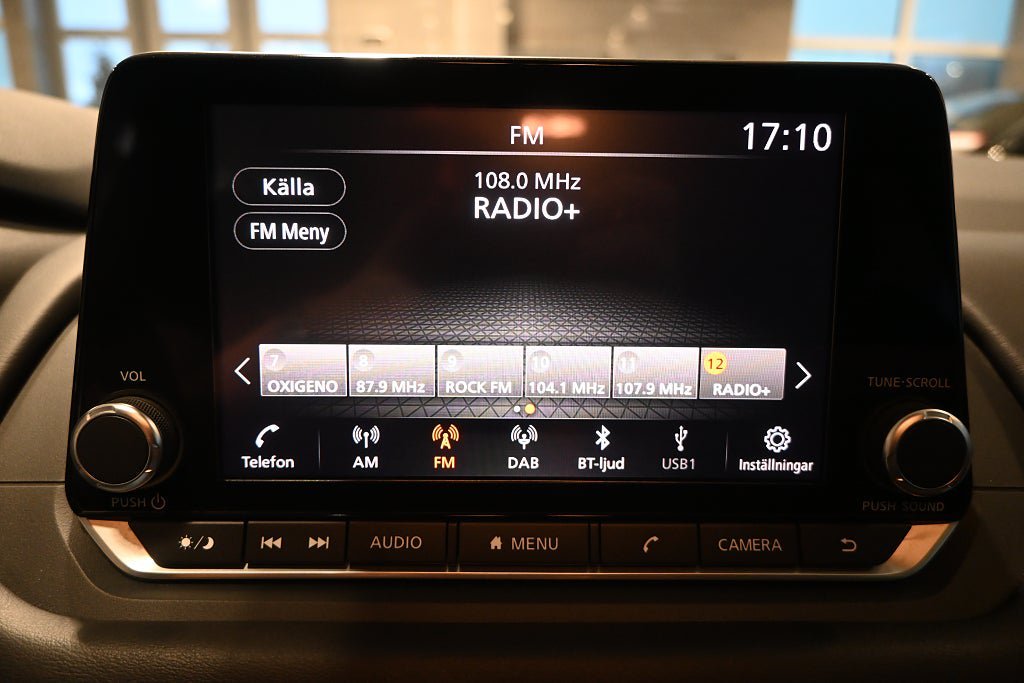 FM
17:10
Källa
108.0 MHz
RADIO+
FM Meny
7 8 9 10 11 12
OXIGENO 87.9 MHz ROCK FM 104.1 MHz 107.9 MHz RADIO+
VOL
TUNE·SCROLL
Telefon AM FM DAB BT-ljud USB1 Inställningar
PUSH
PUSH SOUND
AUDIO MENU CAMERA